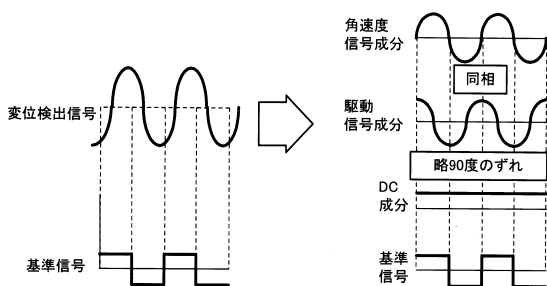 変位検出信号
基準信号
角速度
信号成分
同相
駆動
信号成分
略90度のずれ
DC
成分
基準
信号